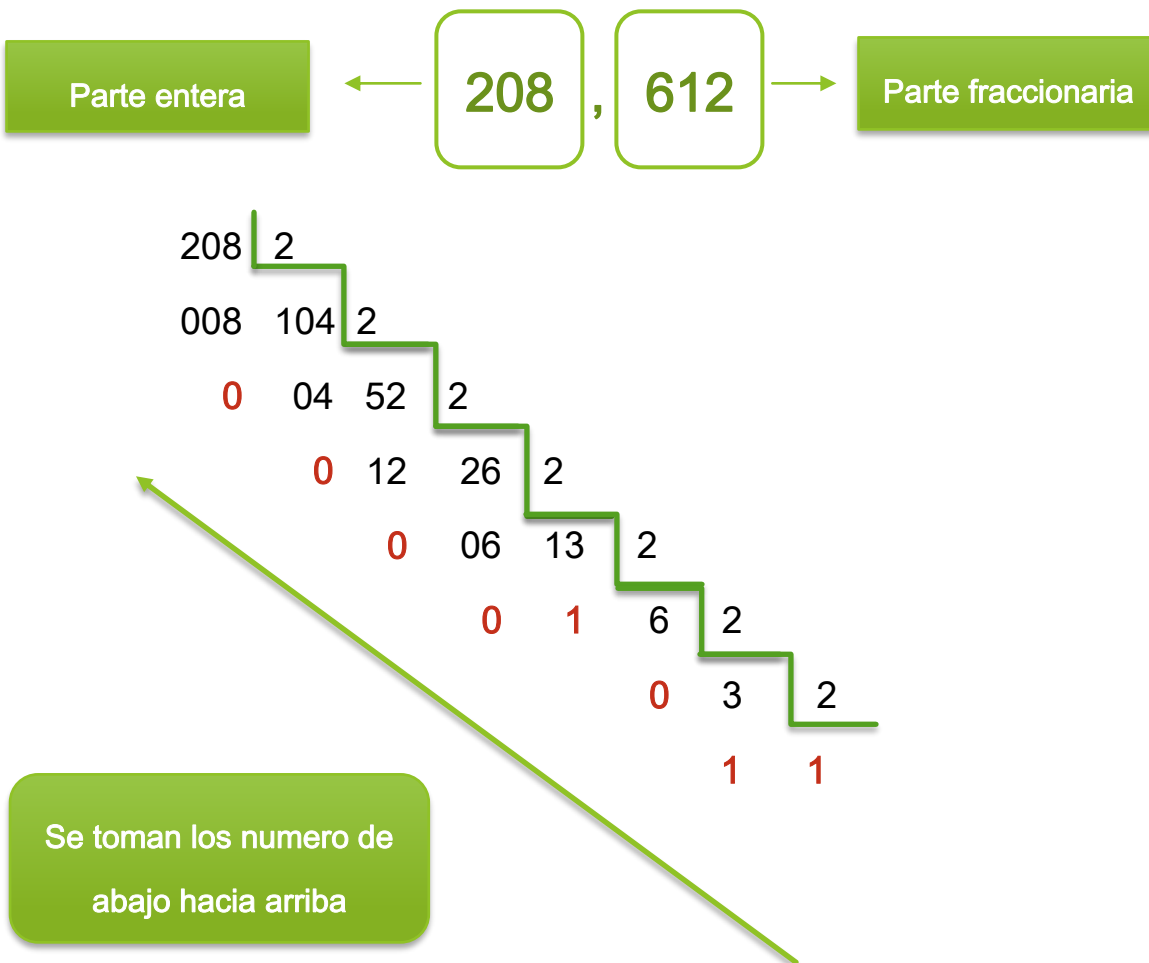 Parte entera
208 , 612
Parte fraccionaria
208 2
008 104 2
0 04 52 2
0 12 26 2
0 06 13 2
0 1 6 2
0 3 2
1 1
Se toman los numero de
abajo hacia arriba